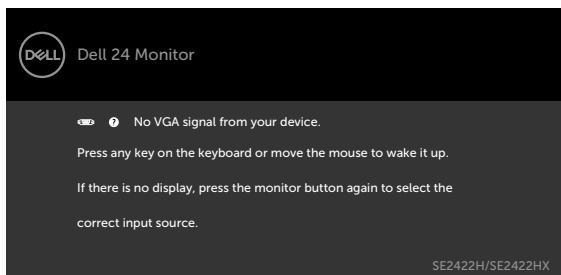 DELL Dell 24 Monitor
? No VGA signal from your device.
Press any key on the keyboard or move the mouse to wake it up.
If there is no display, press the monitor button again to select the
correct input source.
SE2422H/SE2422HX